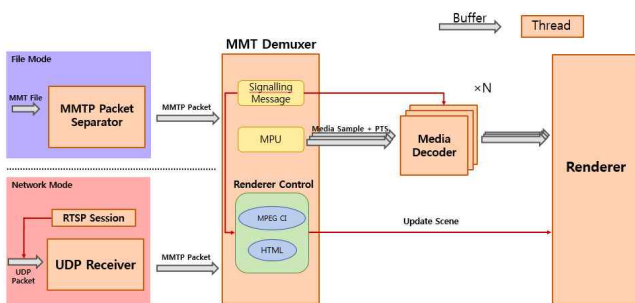 Buffer
Thread
File Mode
MMT File
MMTP Packet
Separator
MMTP Packet
MMT Demuxer
Signalling
Message
MPU
Media Sample + PTS
×N
Media
Decoder
Renderer
Renderer Control
MPEG CI
HTML
Update Scene
Network Mode
RTSP Session
UDP
Packet
UDP Receiver
MMTP Packet